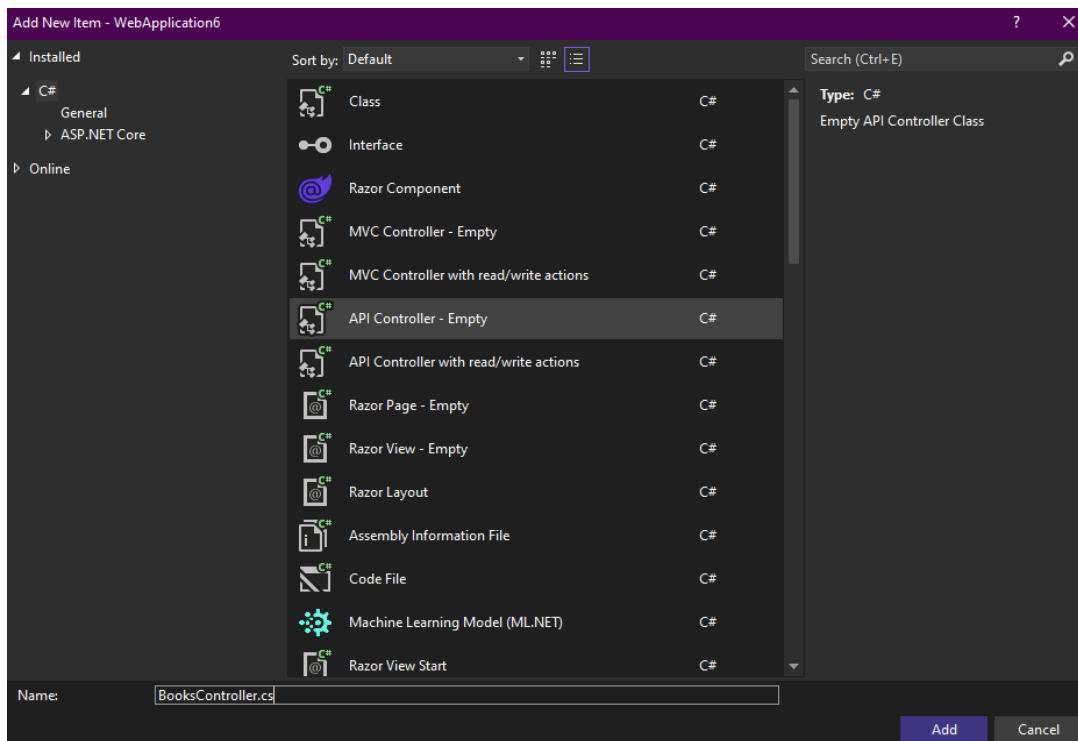 Add New Item - WebApplication6
? ×
Installed
C#
General
ASP.NET Core
Online
Sort by: Default
Class C#
Interface C#
Razor Component C#
MVC Controller - Empty C#
MVC Controller with read/write actions C#
API Controller - Empty C#
API Controller with read/write actions C#
Razor Page - Empty C#
Razor View - Empty C#
Razor Layout C#
Assembly Information File C#
Code File C#
Machine Learning Model (ML.NET) C#
Razor View Start C#
Search (Ctrl+E)
Type: C#
Empty API Controller Class
Name: BooksController.cs
Add Cancel